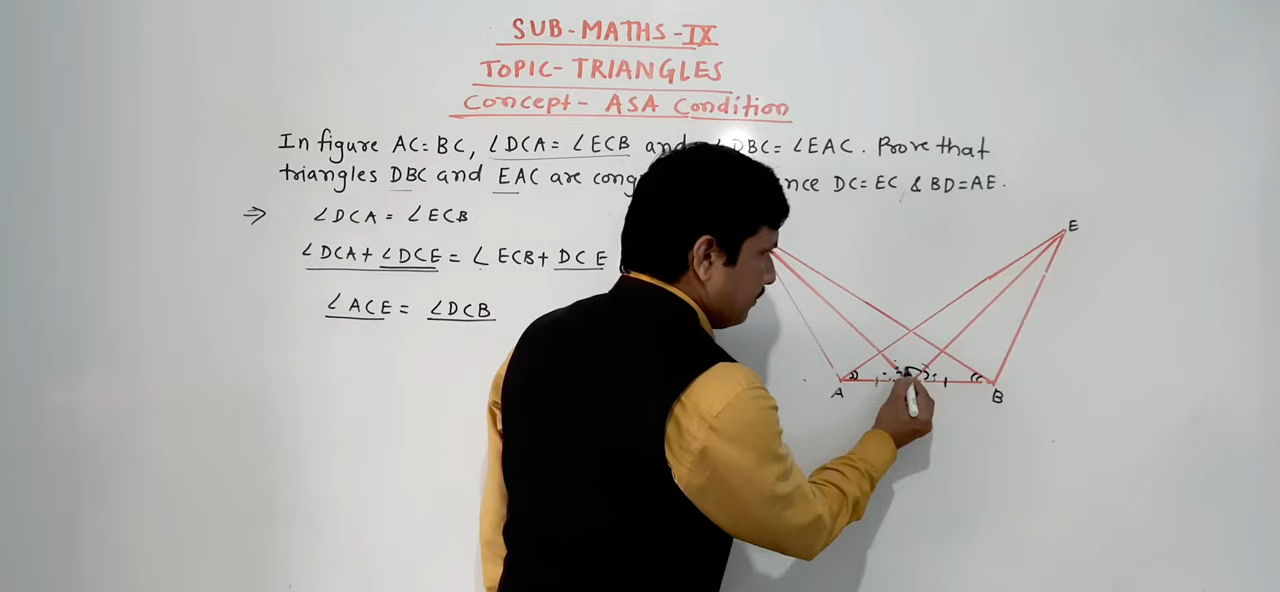 SUB-MATHS-IX
TOPIC-TRIANGLES
Concept- ASA Condition
In figure AC=BC, ∠DCA=∠ECB and DBC=∠EAC. Prove that
triangles DBC and EAC are cong nce DC=EC & BD=AE.
⇒ ∠DCA = ∠ECB
∠DCA+∠DCE = ∠ECB+DCE
∠ACE = ∠DCB
E
A
B